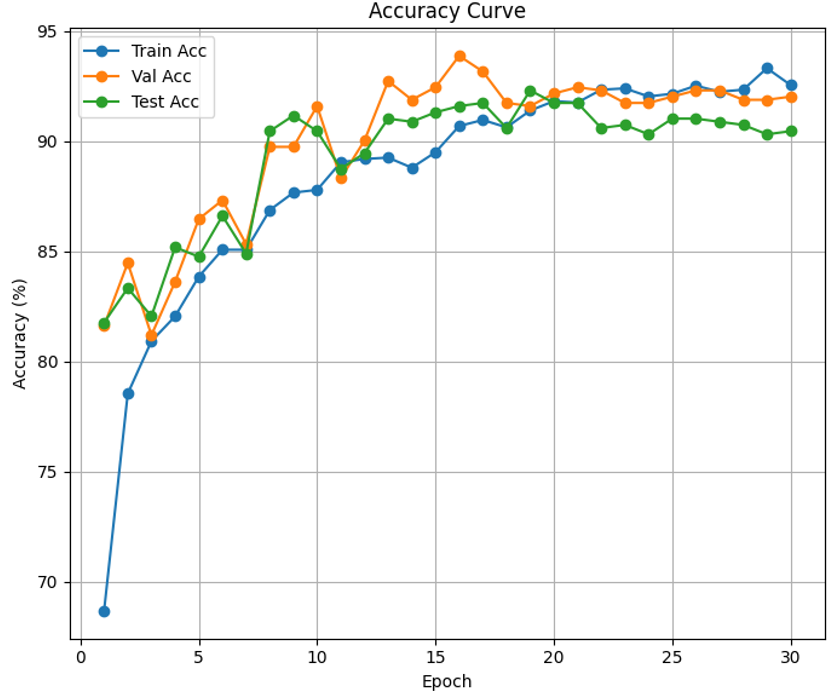 Accuracy Curve
Train Acc
Val Acc
Test Acc
95
90
85
80
75
70
Accuracy (%)
0 5 10 15 20 25 30
Epoch